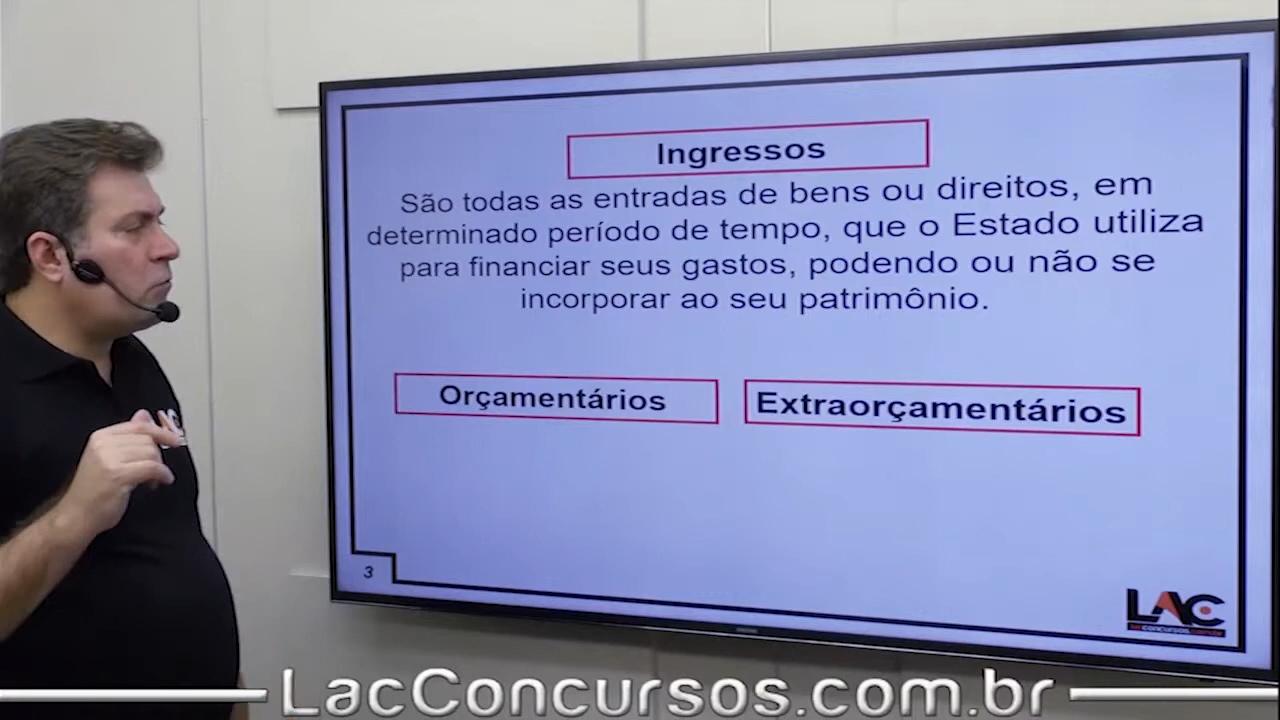 Ingressos
São todas as entradas de bens ou direitos, em
determinado período de tempo, que o Estado utiliza
para financiar seus gastos, podendo ou não se
incorporar ao seu patrimônio.
Orçamentários
Extraorçamentários
3
LAC
LacConcursos.com.br